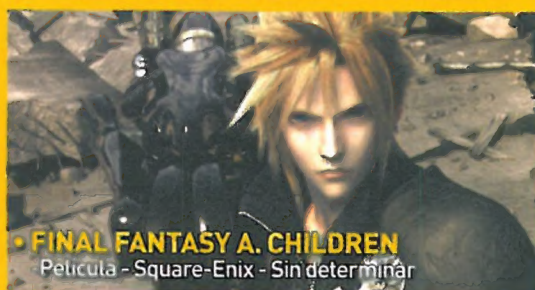 • FINAL FANTASY A. CHILDREN
Película - Square-Enix - Sin determinar